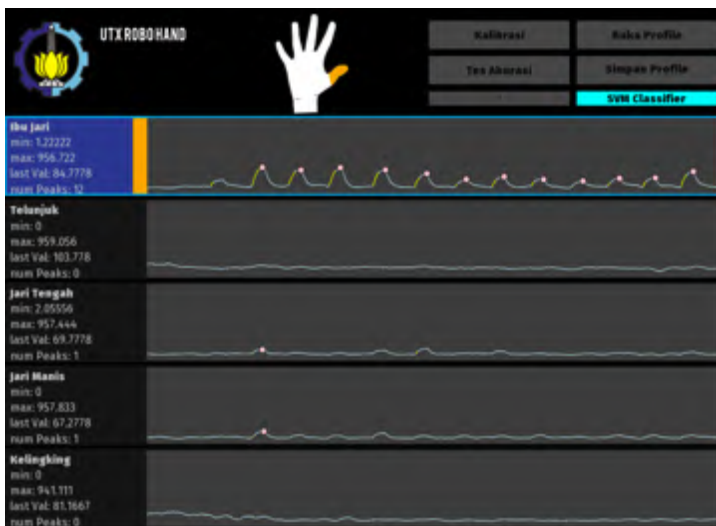 UTX ROBO HAND
Kalibrasi
Buka Profile
Tes Akurasi
Simpan Profile
SVM Classifier
Ibu Jari
min: 1.22222
max: 956.722
last Val: 84.7778
num Peaks: 12
Telunjuk
min: 0
max: 959.056
last Val: 103.778
num Peaks: 0
Jari Tengah
min: 2.05556
max: 957.444
last Val: 69.7778
num Peaks: 1
Jari Manis
min: 0
max: 957.833
last Val: 67.2778
num Peaks: 1
Kelingking
min: 0
max: 941.111
last Val: 81.1667
num Peaks: 0